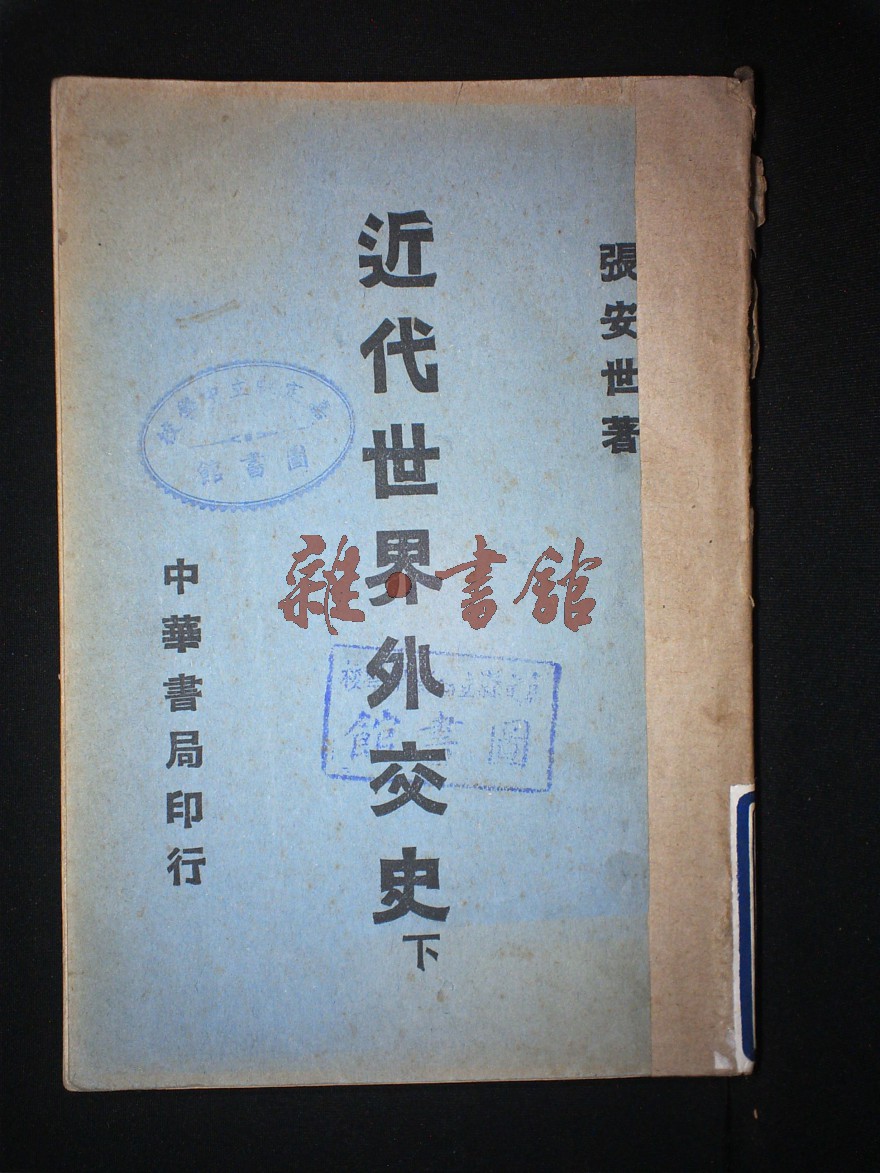 張安世著
近代世界外交史
下
中華書局印行
圖書館
圖書館
雜·書館